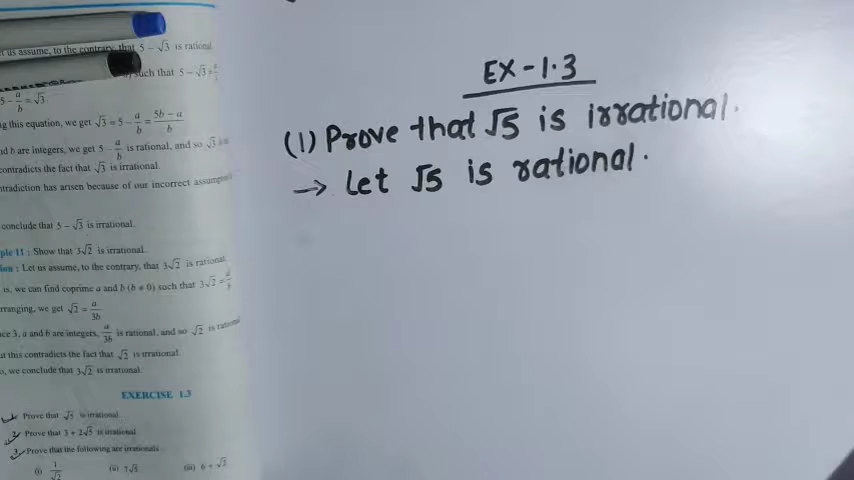 us assume, to the contrary, that 5 − √3 is rational
such that 5 − √3 = a/b
5 − a/b = √3
this equation, we get √3 = 5 − a/b = (5b − a)/b
b are integers, we get 5 − a/b is rational, and so √3
contradicts the fact that √3 is irrational.
has arisen because of our incorrect
conclude that 5 − √3 is irrational.
11 : Show that 3√2 is irrational.
Let us assume, to the contrary, that 3√2 is rational
is, we can find coprime a and b (b ≠ 0) such that 3√2 = a/b
we get √2 = a/3b
3, a and b are integers, a/3b is rational, and so √2 is rational
this contradicts the fact that √2 is irrational
we conclude that 3√2 is irrational.
EXERCISE 1.3
Prove that √5 is irrational
2. Prove that 3 + 2√5 is irrational
3. Prove that the following are irrationals
(i) 1/√2 (ii) 7√5 (iii) 6 + √2
EX - 1.3
(1) Prove that √5 is irrational.
→ Let √5 is rational.